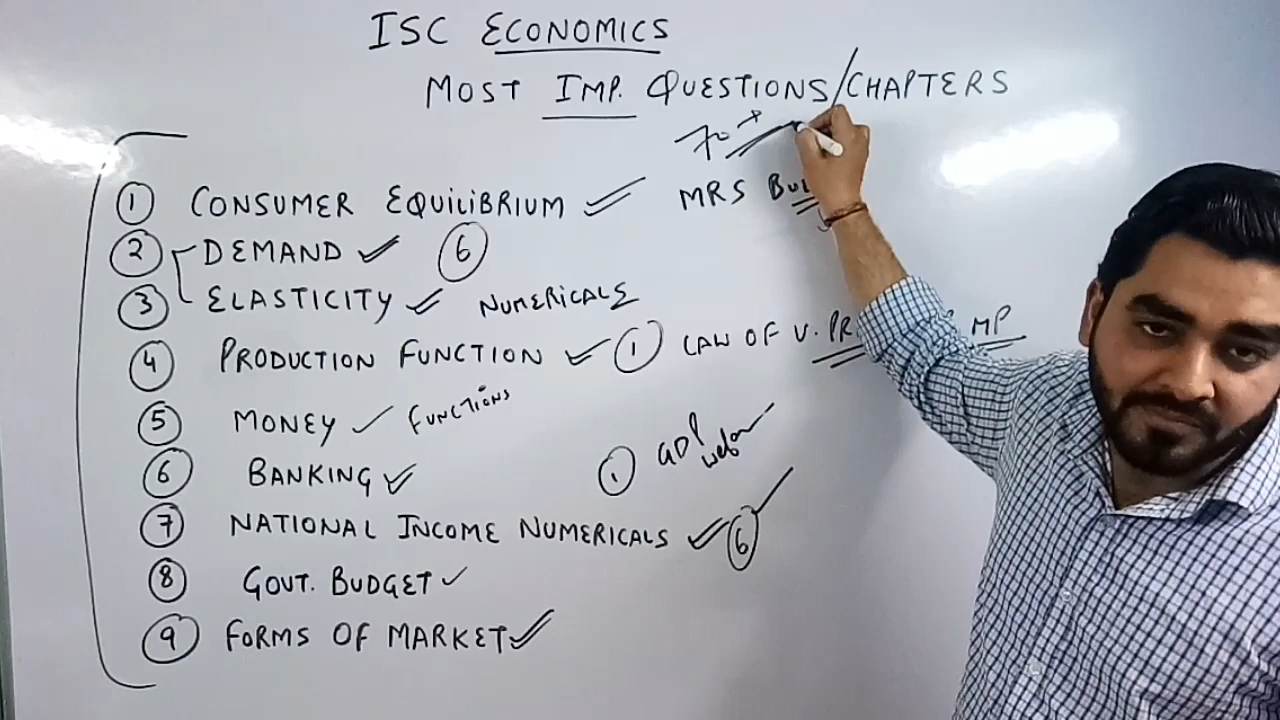 ISC ECONOMICS
MOST IMP. QUESTIONS/CHAPTERS
70+
① CONSUMER EQUILIBRIUM MRS
② DEMAND ⑥
③ ELASTICITY NUMERICALS
④ PRODUCTION FUNCTION ① LAW OF V. MP
⑤ MONEY FUNCTIONS
⑥ BANKING ① GDP
⑦ NATIONAL INCOME NUMERICALS ⑥
⑧ GOVT. BUDGET
⑨ FORMS OF MARKET